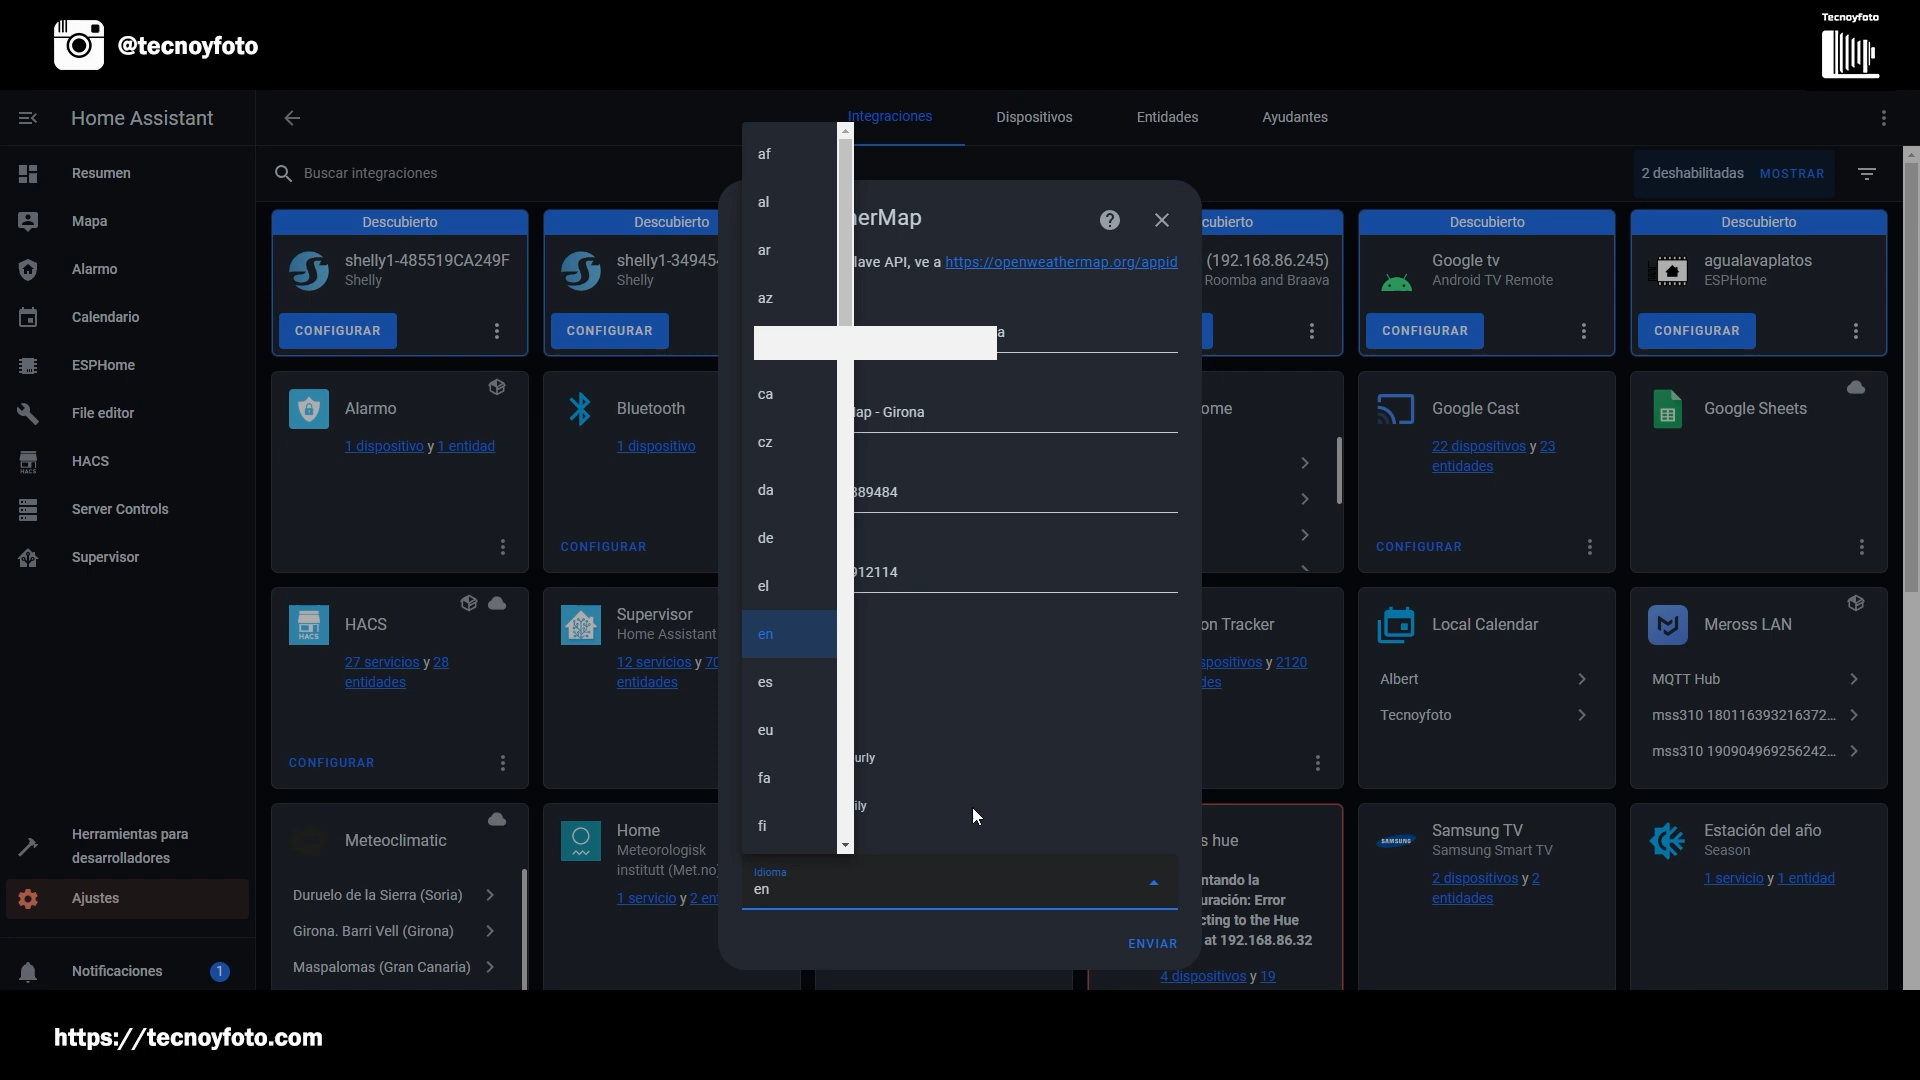 @tecnoyfoto
Tecnoyfoto
Home Assistant
Integraciones
Dispositivos
Entidades
Ayudantes
Resumen
Mapa
Alarmo
Calendario
ESPHome
File editor
HACS
Server Controls
Supervisor
Herramientas para
desarrolladores
Ajustes
Notificaciones
1
Buscar integraciones
2 deshabilitadas
MOSTRAR
Descubierto
shelly1-485519CA249F
Shelly
CONFIGURAR
Descubierto
shelly1-34945
Shelly
CONFIGURAR
cubierto
(192.168.86.245)
Roomba and Braava
Descubierto
Google tv
Android TV Remote
CONFIGURAR
Descubierto
agualavaplatos
ESPHome
CONFIGURAR
Alarmo
1 dispositivo y 1 entidad
Bluetooth
1 dispositivo
CONFIGURAR
ome
Google Cast
22 dispositivos y 23
entidades
CONFIGURAR
Google Sheets
HACS
HACS
27 servicios y 28
entidades
CONFIGURAR
Supervisor
Home Assistant
12 servicios y 70
entidades
on Tracker
spositivos y 2120
des
Local Calendar
Albert
Tecnoyfoto
Meross LAN
MQTT Hub
mss310 180116393216372...
mss310 190904969256242...
Meteoclimatic
Duruelo de la Sierra (Soria)
Girona. Barri Vell (Girona)
Maspalomas (Gran Canaria)
Home
Meteorologisk
institutt (Met.no)
1 servicio y 2 en
s hue
ntando la
uración: Error
cting to the Hue
at 192.168.86.32
4 dispositivos y 19
SAMSUNG
Samsung TV
Samsung Smart TV
2 dispositivos y 2
entidades
Estación del año
Season
1 servicio y 1 entidad
herMap
lave API, ve a https://openweathermap.org/appid
a
ap - Girona
389484
912114
urly
ily
af
al
ar
az
ca
cz
da
de
el
en
es
eu
fa
fi
Idioma
en
ENVIAR
https://tecnoyfoto.com